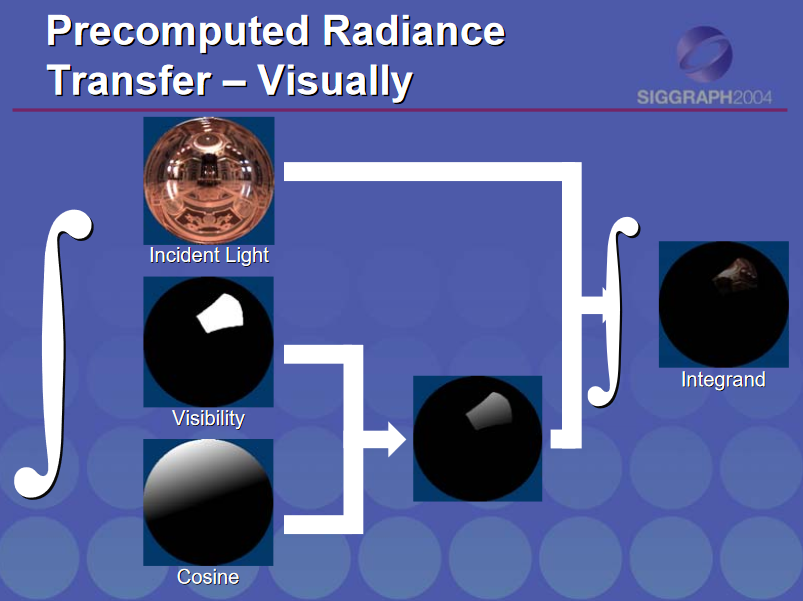 Precomputed Radiance
Transfer – Visually
SIGGRAPH2004
Incident Light
Visibility
Cosine
Integrand